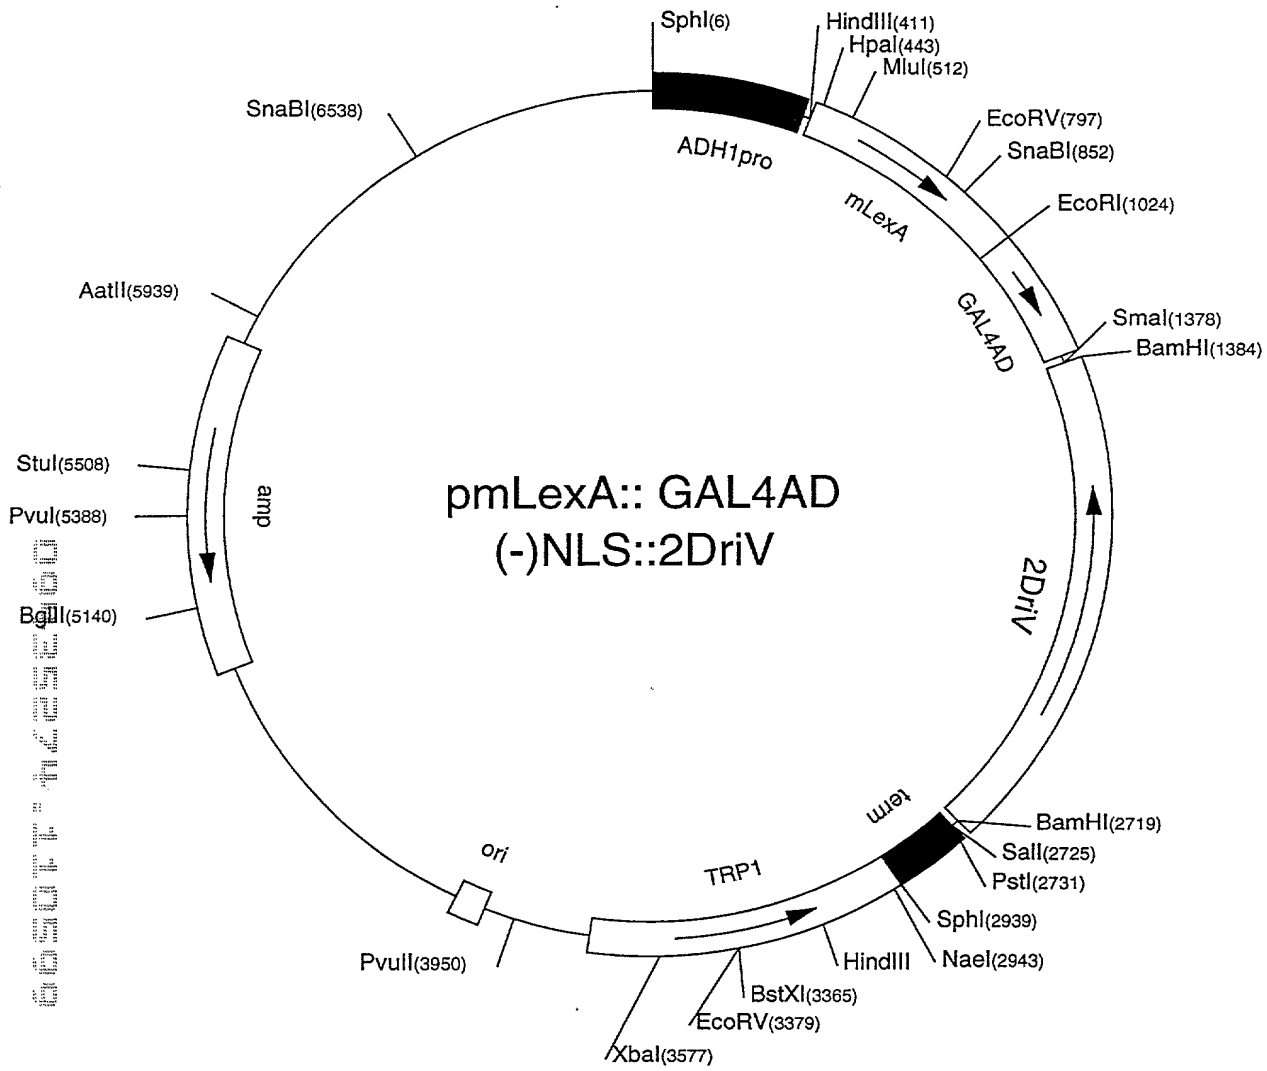 SphI(6)
HindIII(411)
HpaI(443)
MluI(512)
EcoRV(797)
SnaBI(852)
EcoRI(1024)
SmaI(1378)
BamHI(1384)
ADH1pro
mLexA
GAL4AD
2DriV
pmLexA:: GAL4AD
(-)NLS::2DriV
term
BamHI(2719)
SalI(2725)
PstI(2731)
SphI(2939)
NaeI(2943)
HindIII
BstXI(3365)
EcoRV(3379)
XbaI(3577)
TRP1
PvuII(3950)
ori
BglII(5140)
PvuI(5388)
StuI(5508)
amp
AatII(5939)
SnaBI(6538)